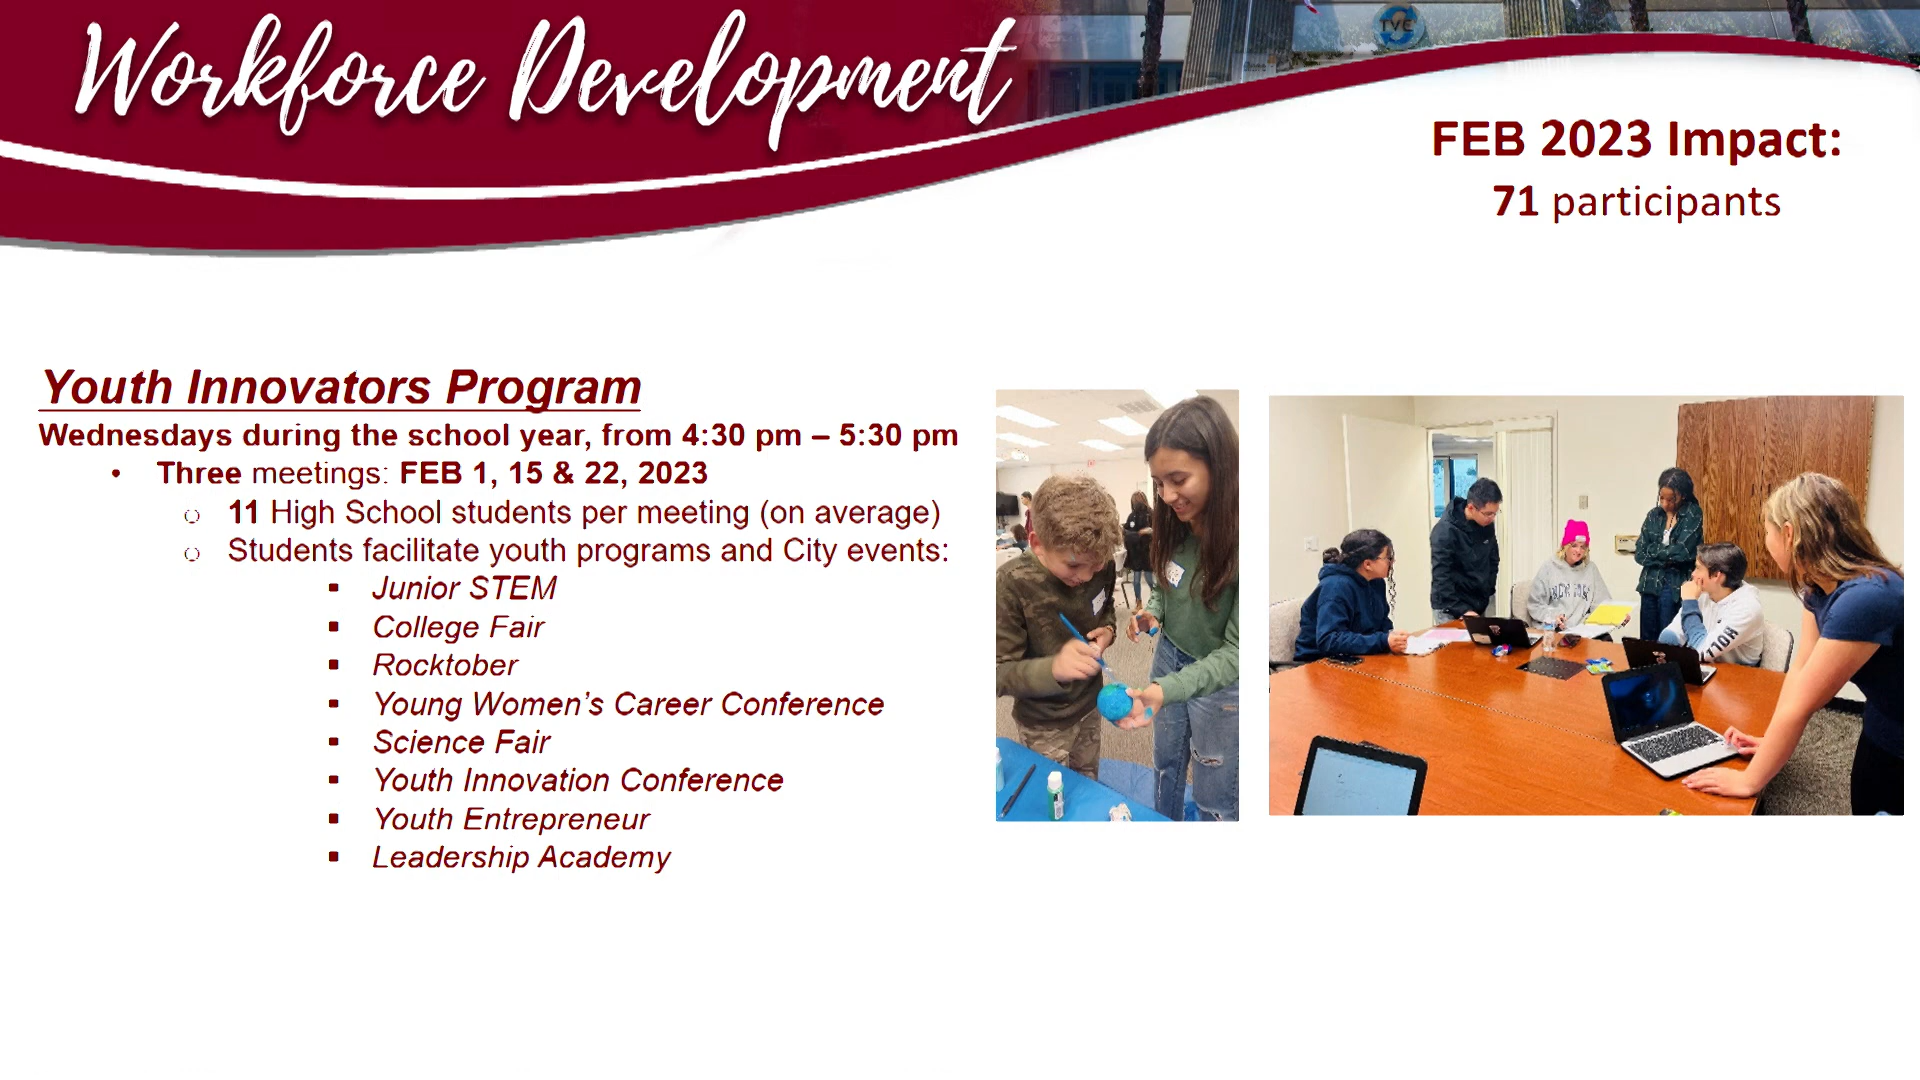 Workforce Development
TVE
FEB 2023 Impact:
71 participants
Youth Innovators Program
Wednesdays during the school year, from 4:30 pm – 5:30 pm
• Three meetings: FEB 1, 15 & 22, 2023
○ 11 High School students per meeting (on average)
○ Students facilitate youth programs and City events:
▪ Junior STEM
▪ College Fair
▪ Rocktober
▪ Young Women’s Career Conference
▪ Science Fair
▪ Youth Innovation Conference
▪ Youth Entrepreneur
▪ Leadership Academy